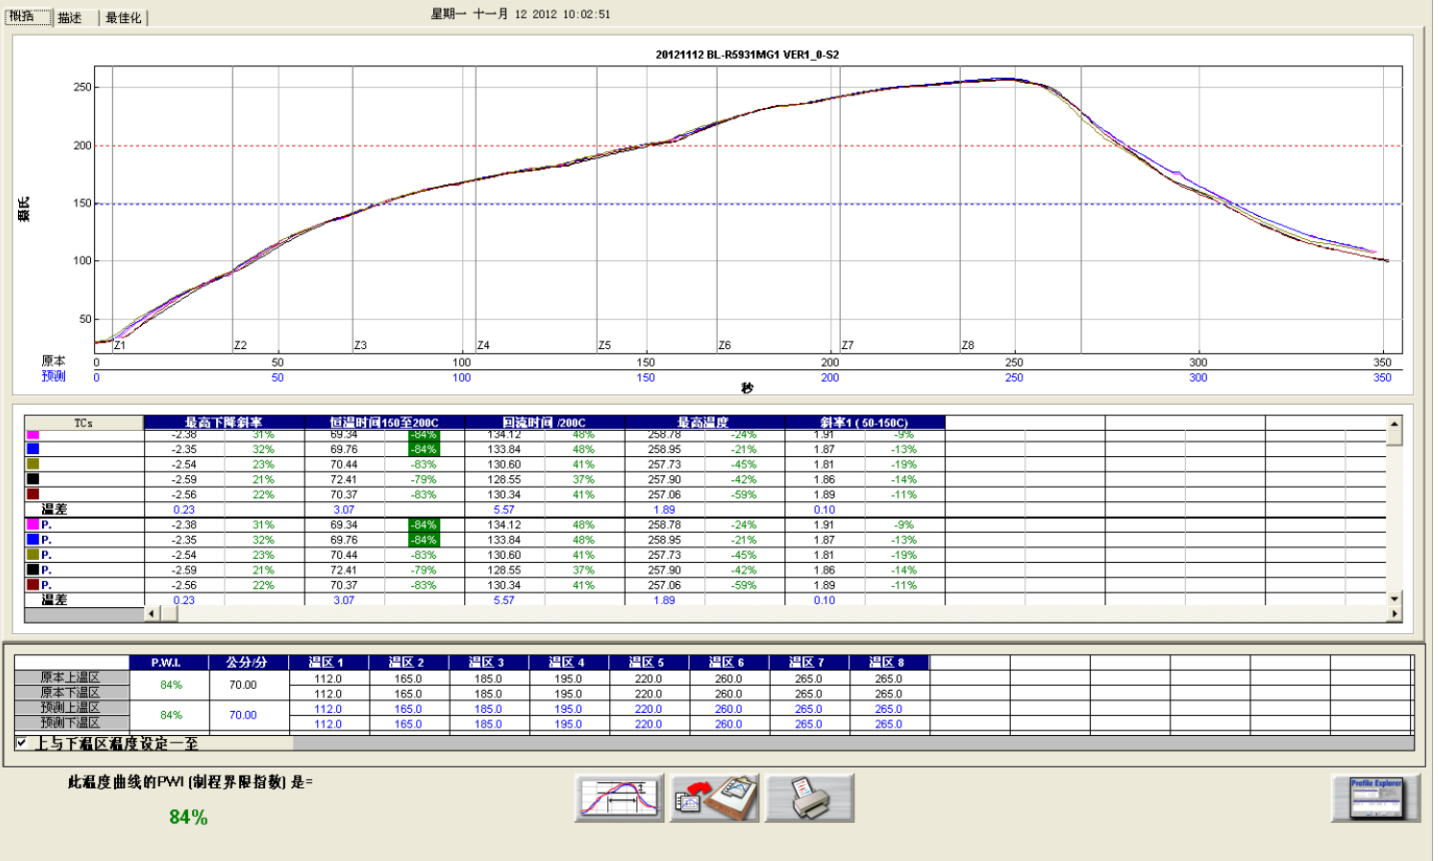 概括 描述 最佳化
星期一 十一月 12 2012 10:02:51
20121112 BL-R5931MG1 VER1_0-S2
250
200
150
100
50
摄氏
Z1 Z2 Z3 Z4 Z5 Z6 Z7 Z8
原本 0 50 100 150 200 250 300 350
预测 0 50 100 150 200 250 300 350
秒
TCs 最高下降斜率 恒温时间150至200C 回流时间 /200C 最高温度 斜率1 ( 50-150C)
-2.38 31% 69.34 -84% 134.12 48% 258.78 -24% 1.91 -9%
-2.35 32% 69.76 -84% 133.84 48% 258.95 -21% 1.87 -13%
-2.54 23% 70.44 -83% 130.60 41% 257.73 -45% 1.81 -19%
-2.59 21% 72.41 -79% 128.55 37% 257.90 -42% 1.86 -14%
-2.56 22% 70.37 -83% 130.34 41% 257.06 -59% 1.89 -11%
温差 0.23 3.07 5.57 1.89 0.10
P. -2.38 31% 69.34 -84% 134.12 48% 258.78 -24% 1.91 -9%
P. -2.35 32% 69.76 -84% 133.84 48% 258.95 -21% 1.87 -13%
P. -2.54 23% 70.44 -83% 130.60 41% 257.73 -45% 1.81 -19%
P. -2.59 21% 72.41 -79% 128.55 37% 257.90 -42% 1.86 -14%
P. -2.56 22% 70.37 -83% 130.34 41% 257.06 -59% 1.89 -11%
温差 0.23 3.07 5.57 1.89 0.10
P.W.I. 公分/分 温区 1 温区 2 温区 3 温区 4 温区 5 温区 6 温区 7 温区 8
原本上温区 84% 70.00 112.0 165.0 185.0 195.0 220.0 260.0 265.0 265.0
原本下温区 112.0 165.0 185.0 195.0 220.0 260.0 265.0 265.0
预测上温区 84% 70.00 112.0 165.0 185.0 195.0 220.0 260.0 265.0 265.0
预测下温区 112.0 165.0 185.0 195.0 220.0 260.0 265.0 265.0
上与下温区温度设定一至
此温度曲线的PWI (制程界限指数) 是=
84%
Profile Explorer